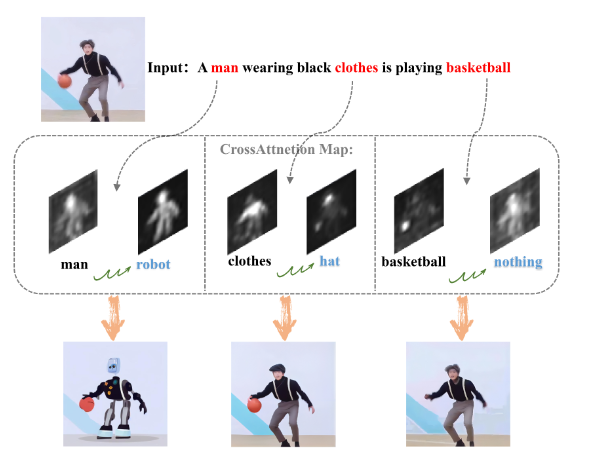 Input: A man wearing black clothes is playing basketball
CrossAttnetion Map:
man robot clothes hat basketball nothing